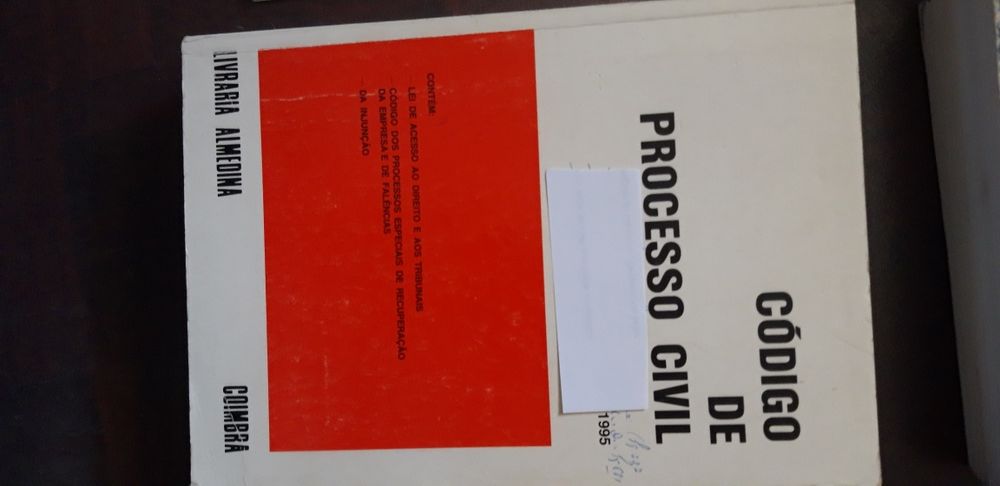 CÓDIGO
DE
PROCESSO CIVIL
1995
CONTÉM:
- LEI DE ACESSO AO DIREITO E AOS TRIBUNAIS
- CÓDIGO DOS PROCESSOS ESPECIAIS DE RECUPERAÇÃO
DA EMPRESA E DE FALÊNCIAS
- DA INJUNÇÃO
LIVRARIA ALMEDINA
COIMBRA